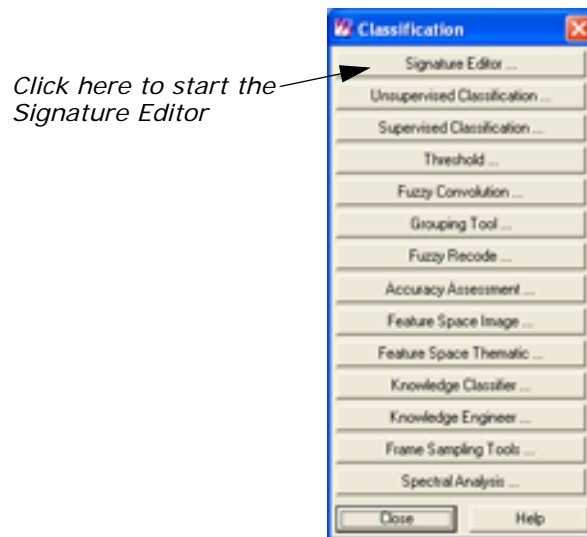 Classification
Click here to start the
Signature Editor
Signature Editor ...
Unsupervised Classification ...
Supervised Classification ...
Threshold ...
Fuzzy Convolution ...
Grouping Tool ...
Fuzzy Recode ...
Accuracy Assessment ...
Feature Space Image ...
Feature Space Thematic ...
Knowledge Classifier ...
Knowledge Engineer ...
Frame Sampling Tools ...
Spectral Analysis ...
Close Help